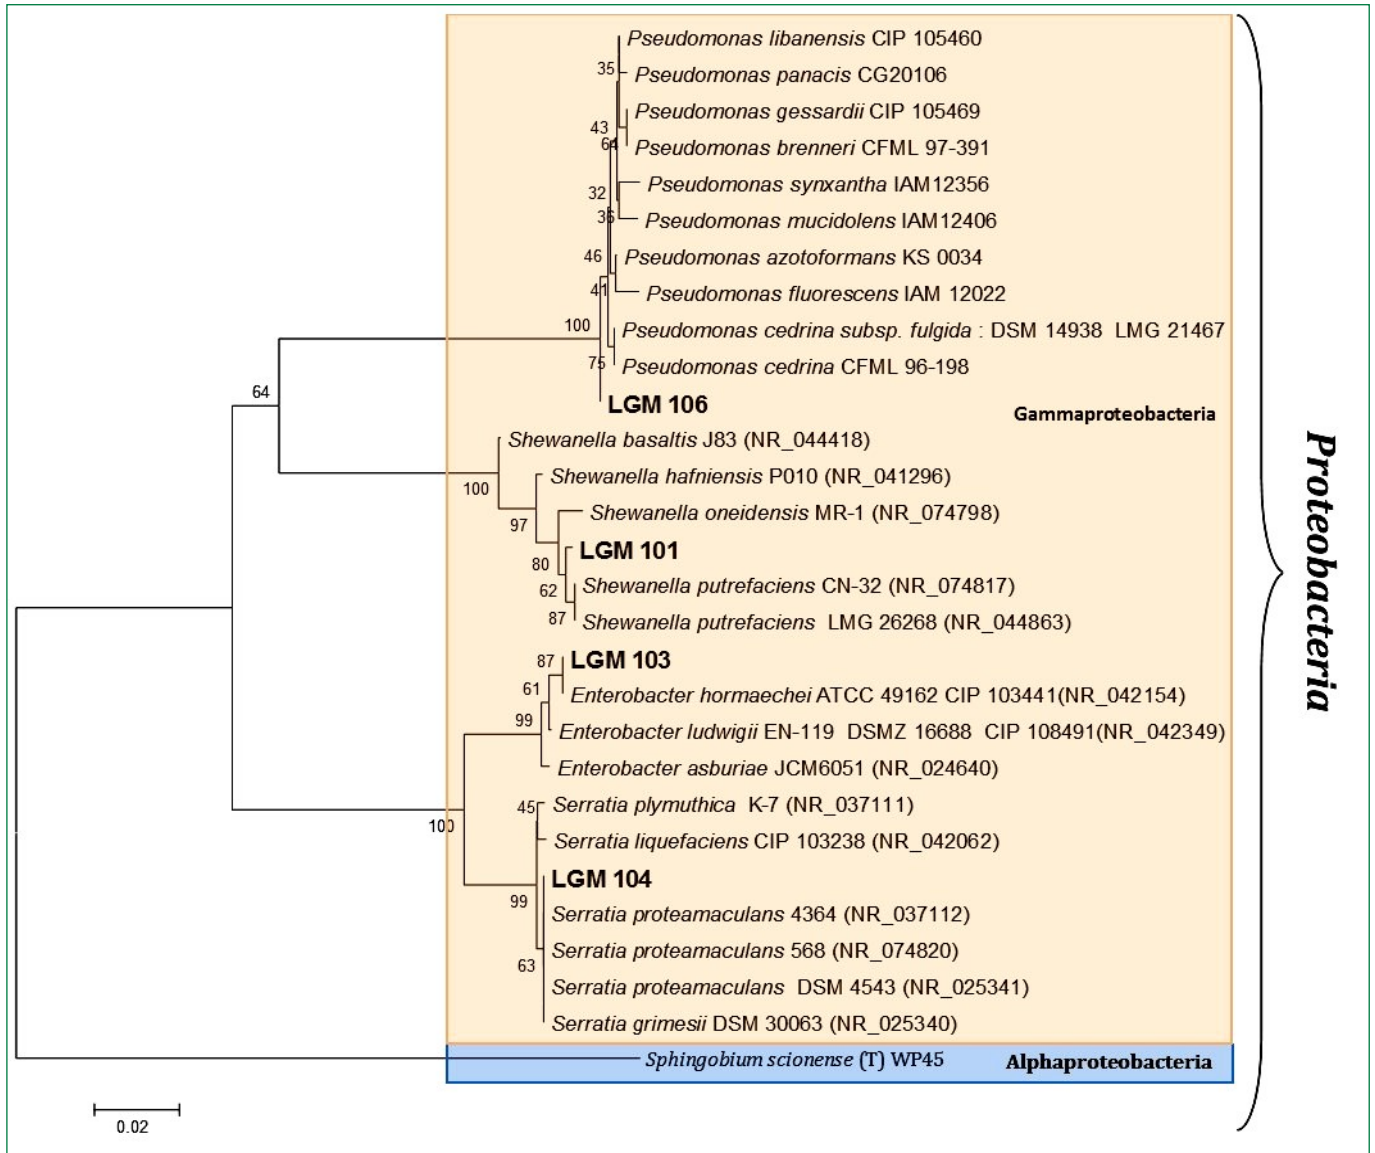 Pseudomonas libanensis CIP 105460
35
Pseudomonas panacis CG20106
Pseudomonas gessardii CIP 105469
43
64
Pseudomonas brenneri CFML 97-391
Pseudomonas synxantha IAM12356
32
36
Pseudomonas mucidolens IAM12406
46
Pseudomonas azotoformans KS 0034
41
Pseudomonas fluorescens IAM 12022
100
Pseudomonas cedrina subsp. fulgida : DSM 14938 LMG 21467
75
Pseudomonas cedrina CFML 96-198
64
LGM 106
Gammaproteobacteria
Shewanella basaltis J83 (NR_044418)
Shewanella hafniensis P010 (NR_041296)
100
Shewanella oneidensis MR-1 (NR_074798)
97
LGM 101
80
Shewanella putrefaciens CN-32 (NR_074817)
62
87
Shewanella putrefaciens LMG 26268 (NR_044863)
Proteobacteria
87
LGM 103
61
Enterobacter hormaechei ATCC 49162 CIP 103441(NR_042154)
99
Enterobacter ludwigii EN-119 DSMZ 16688 CIP 108491(NR_042349)
Enterobacter asburiae JCM6051 (NR_024640)
45
Serratia plymuthica K-7 (NR_037111)
100
Serratia liquefaciens CIP 103238 (NR_042062)
LGM 104
99
Serratia proteamaculans 4364 (NR_037112)
Serratia proteamaculans 568 (NR_074820)
63
Serratia proteamaculans DSM 4543 (NR_025341)
Serratia grimesii DSM 30063 (NR_025340)
Sphingobium scionense (T) WP45
Alphaproteobacteria
0.02